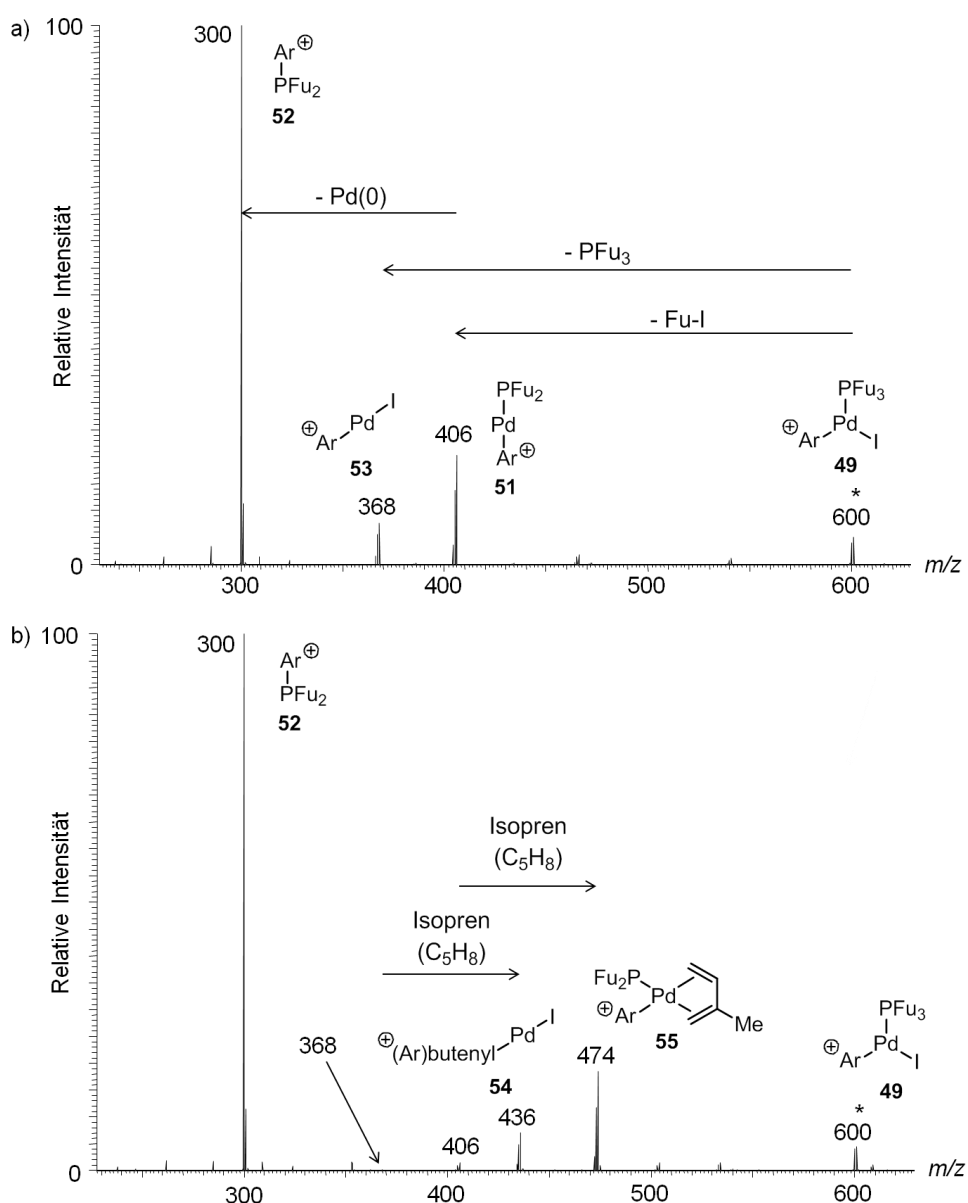 a)
100
300
Ar⊕
PFu2
52
- Pd(0)
- PFu3
- Fu-I
Relative Intensität
PFu2
Pd
Ar⊕
51
406
I
Pd
⊕
Ar
53
368
PFu3
Pd
⊕
Ar
I
49
*
600
0
300
400
500
600
m/z
b)
100
300
Ar⊕
PFu2
52
Isopren
(C5H8)
Isopren
(C5H8)
Relative Intensität
Fu2P
Pd
⊕
Ar
Me
55
474
I
Pd
⊕
(Ar)butenyl
54
436
406
368
PFu3
Pd
⊕
Ar
I
49
*
600
0
300
400
500
600
m/z